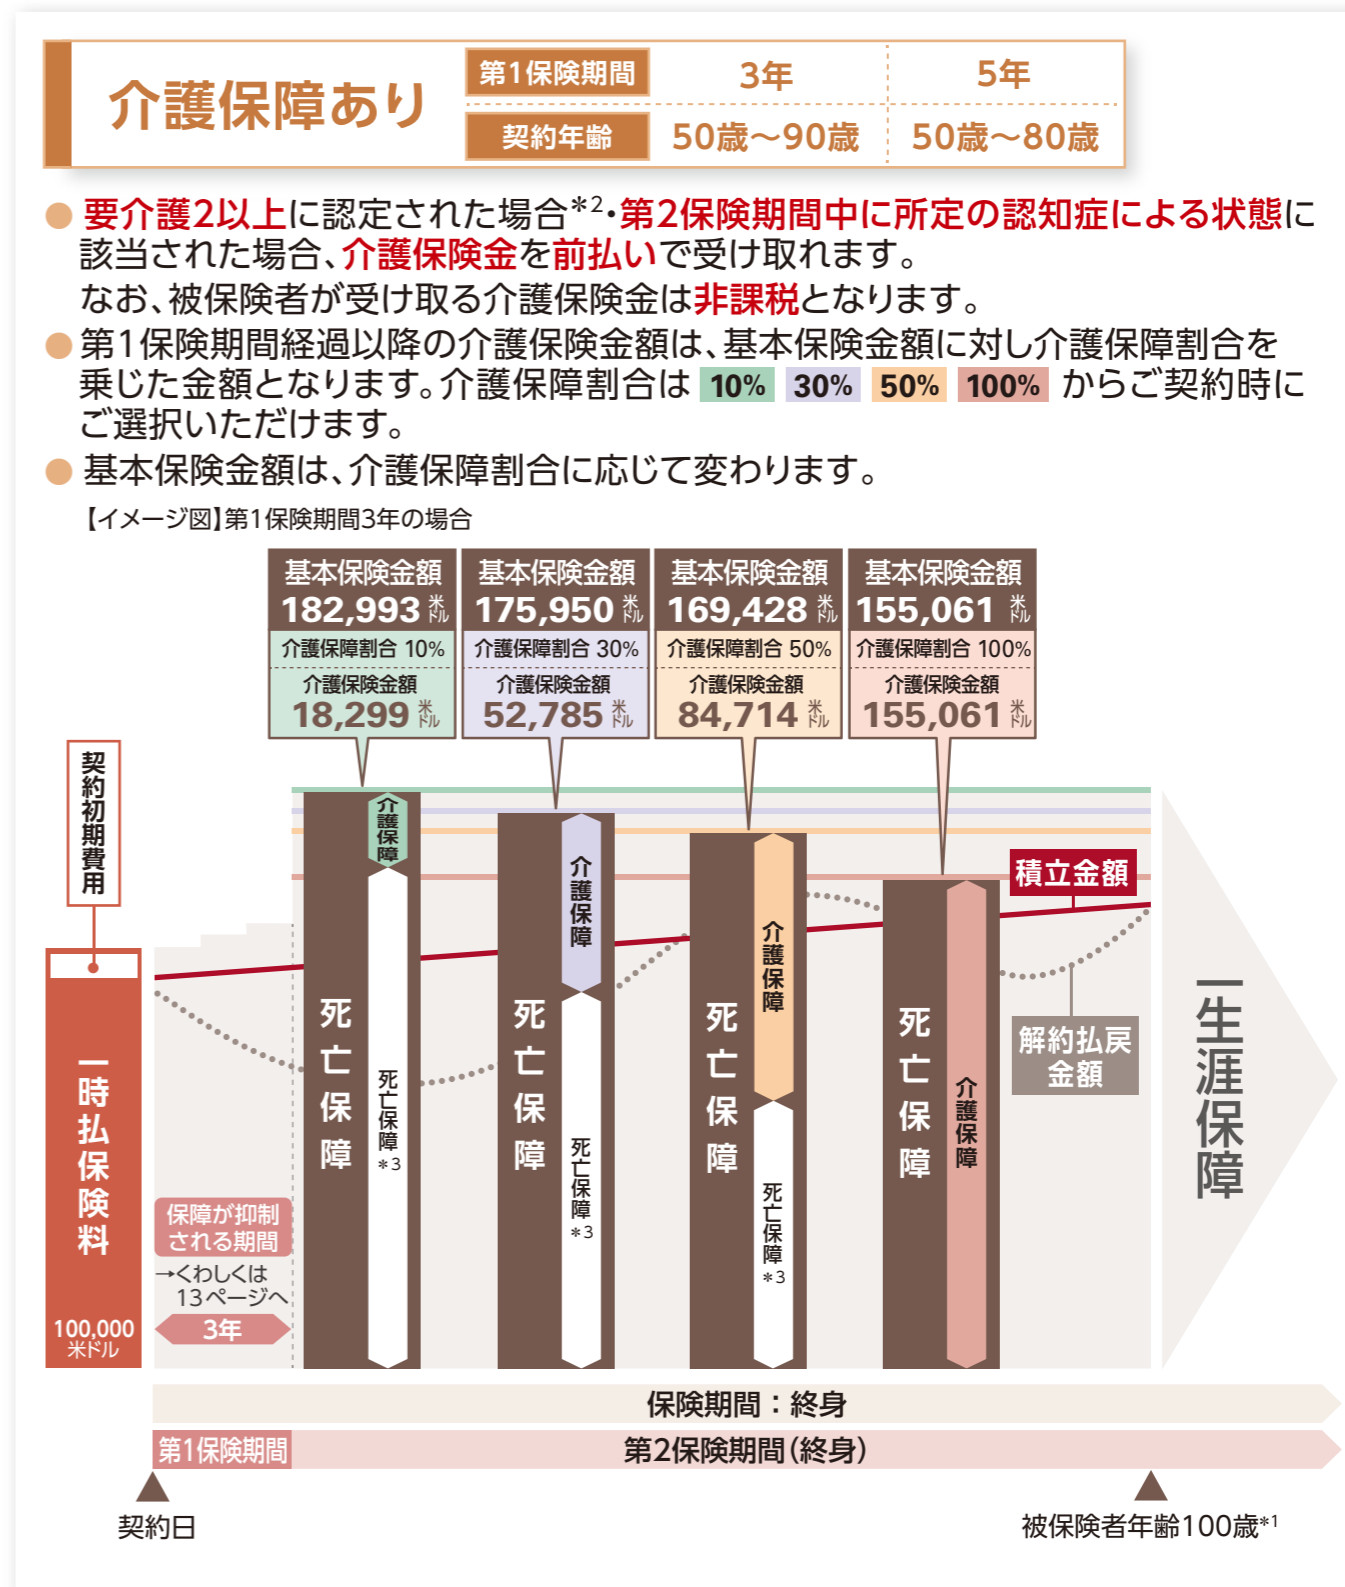 介護保障あり
第1保険期間 3年 5年
契約年齢 50歳〜90歳 50歳〜80歳
● 要介護2以上に認定された場合*2・第2保険期間中に所定の認知症による状態に
該当された場合、介護保険金を前払いで受け取れます。
なお、被保険者が受け取る介護保険金は非課税となります。
● 第1保険期間経過以降の介護保険金額は、基本保険金額に対し介護保障割合を
乗じた金額となります。介護保障割合は 10% 30% 50% 100% からご契約時に
ご選択いただけます。
● 基本保険金額は、介護保障割合に応じて変わります。
【イメージ図】第1保険期間3年の場合
基本保険金額
182,993米ドル
介護保障割合 10%
介護保険金額
18,299米ドル
基本保険金額
175,950米ドル
介護保障割合 30%
介護保険金額
52,785米ドル
基本保険金額
169,428米ドル
介護保障割合 50%
介護保険金額
84,714米ドル
基本保険金額
155,061米ドル
介護保障割合 100%
介護保険金額
155,061米ドル
契約初期費用
一時払保険料
100,000
米ドル
保障が抑制
される期間
→くわしくは
13ページへ
3年
死亡保障
介護保障
死亡保障*3
死亡保障
介護保障
死亡保障*3
死亡保障
介護保障
死亡保障*3
死亡保障
介護保障
積立金額
解約払戻
金額
一生涯保障
保険期間：終身
第1保険期間
第2保険期間(終身)
契約日
被保険者年齢100歳*1